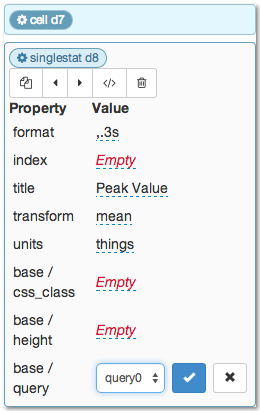 cell d7
singlestat d8
Property Value
format ,.3s
index Empty
title Peak Value
transform mean
units things
base /
css_class Empty
base /
height Empty
base /
query query0